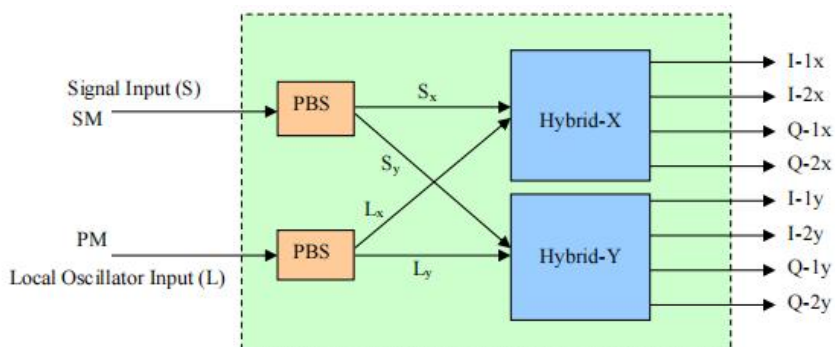 Signal Input (S)
SM
PBS
Sx
Hybrid-X
I-1x
I-2x
Q-1x
Q-2x
Sy
Lx
PM
Local Oscillator Input (L)
PBS
Ly
Hybrid-Y
I-1y
I-2y
Q-1y
Q-2y